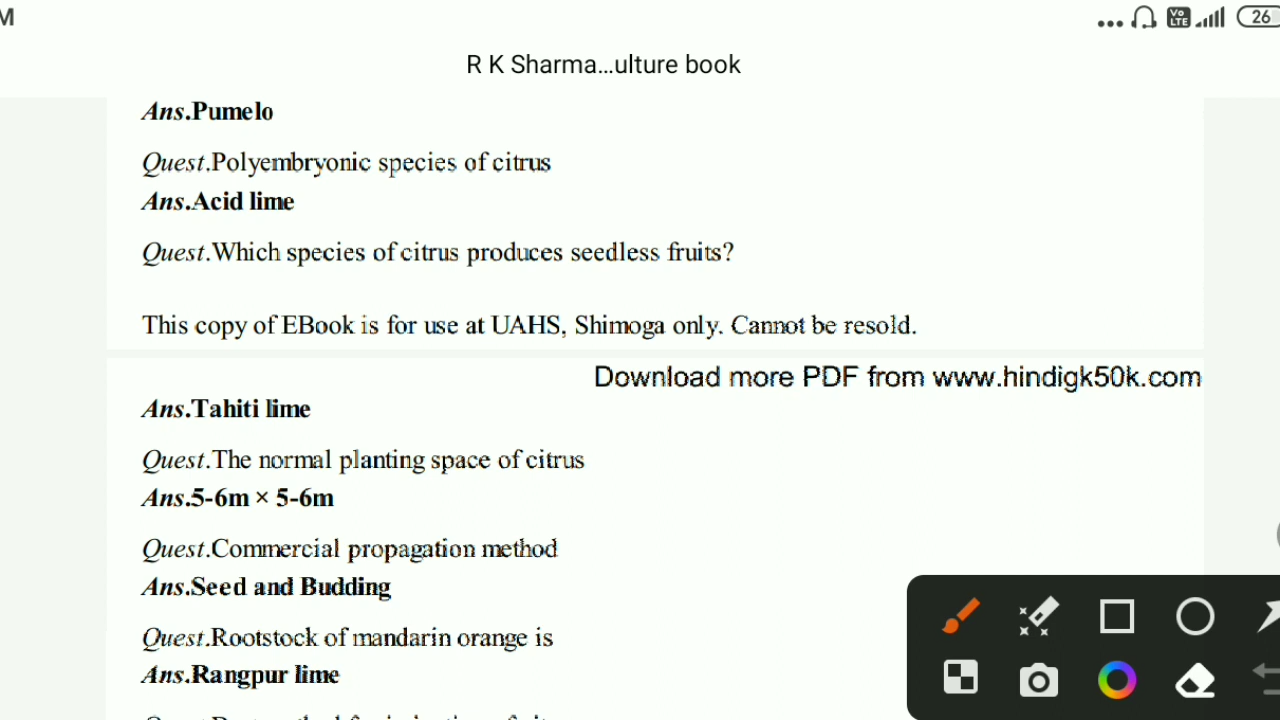 M
Vo
LTE
26
R K Sharma...ulture book
Ans.Pumelo
Quest.Polyembryonic species of citrus
Ans.Acid lime
Quest.Which species of citrus produces seedless fruits?
This copy of EBook is for use at UAHS, Shimoga only. Cannot be resold.
Download more PDF from www.hindigk50k.com
Ans.Tahiti lime
Quest.The normal planting space of citrus
Ans.5-6m × 5-6m
Quest.Commercial propagation method
Ans.Seed and Budding
Quest.Rootstock of mandarin orange is
Ans.Rangpur lime